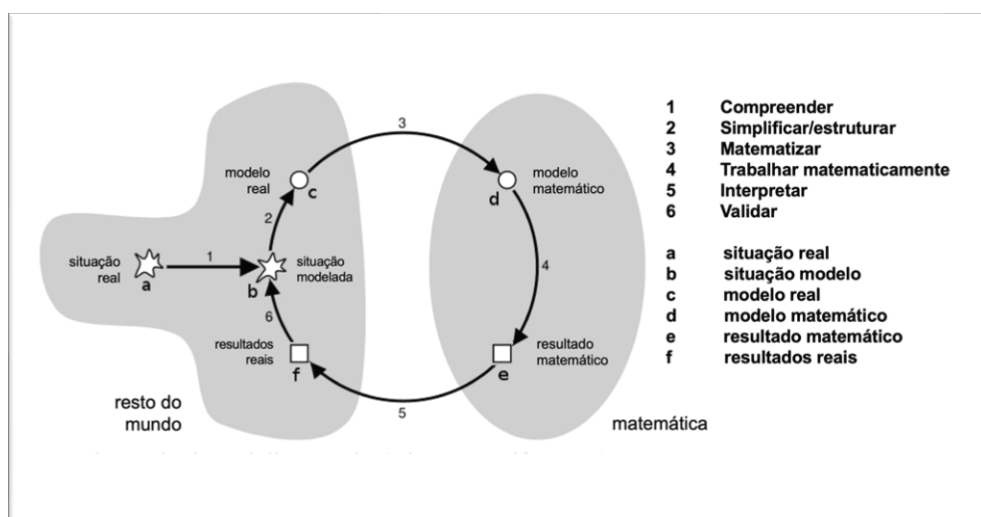 3
modelo
real
c
modelo
matemático
d
2
situação
real
a
1
situação
modelada
b
4
6
resultados
reais
f
resultado
matemático
e
5
resto do
mundo
matemática
1 Compreender
2 Simplificar/estruturar
3 Matematizar
4 Trabalhar matematicamente
5 Interpretar
6 Validar
a situação real
b situação modelo
c modelo real
d modelo matemático
e resultado matemático
f resultados reais